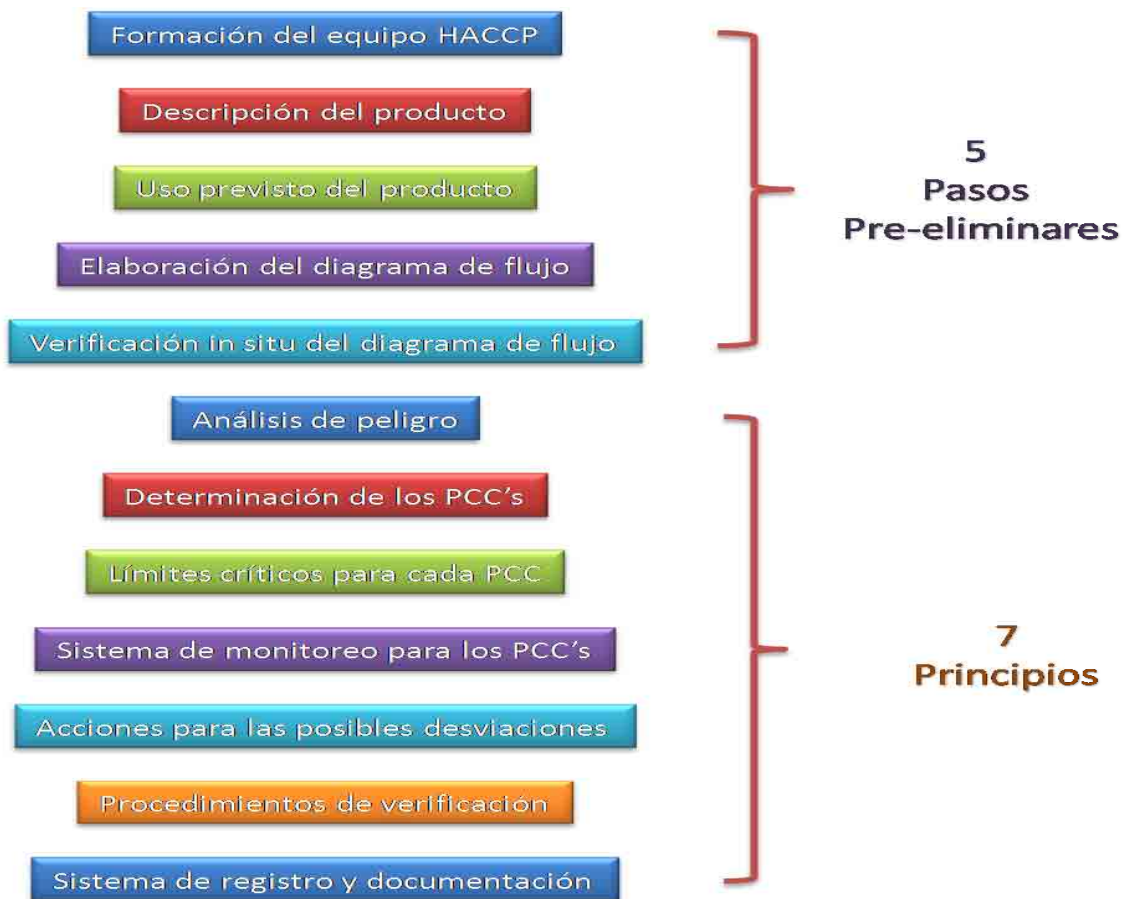 Formación del equipo HACCP
Descripción del producto
Uso previsto del producto
Elaboración del diagrama de flujo
Verificación in situ del diagrama de flujo
5
Pasos
Pre-eliminares
Análisis de peligro
Determinación de los PCC's
Límites críticos para cada PCC
Sistema de monitoreo para los PCC's
Acciones para las posibles desviaciones
Procedimientos de verificación
Sistema de registro y documentación
7
Principios